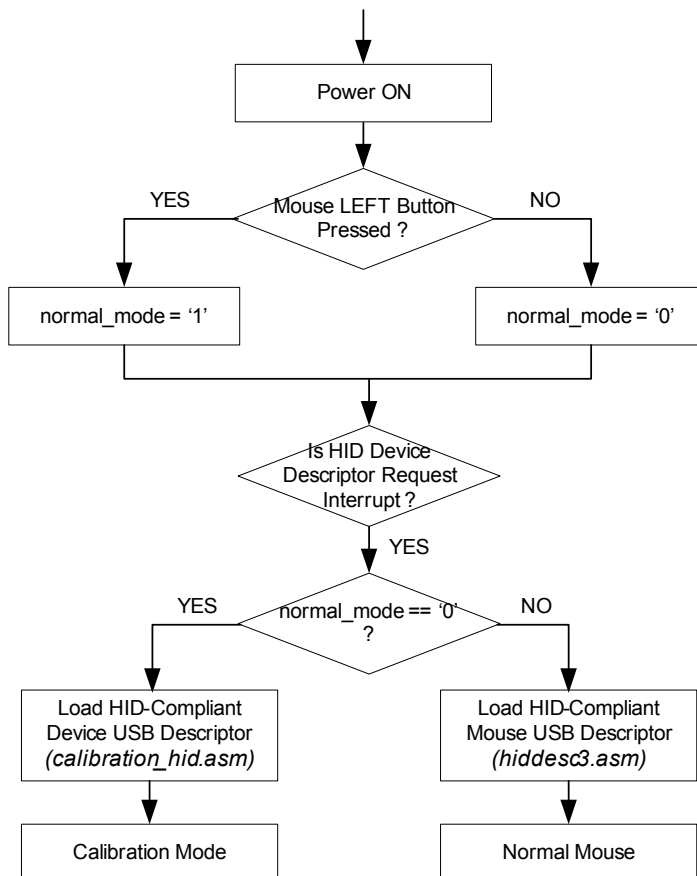 Power ON
Mouse LEFT Button
Pressed ?
YES
NO
normal_mode = ‘1’
normal_mode = ‘0’
Is HID Device
Descriptor Request
Interrupt ?
YES
normal_mode == ‘0’
?
YES
NO
Load HID-Compliant
Device USB Descriptor
(calibration_hid.asm)
Load HID-Compliant
Mouse USB Descriptor
(hiddesc3.asm)
Calibration Mode
Normal Mouse